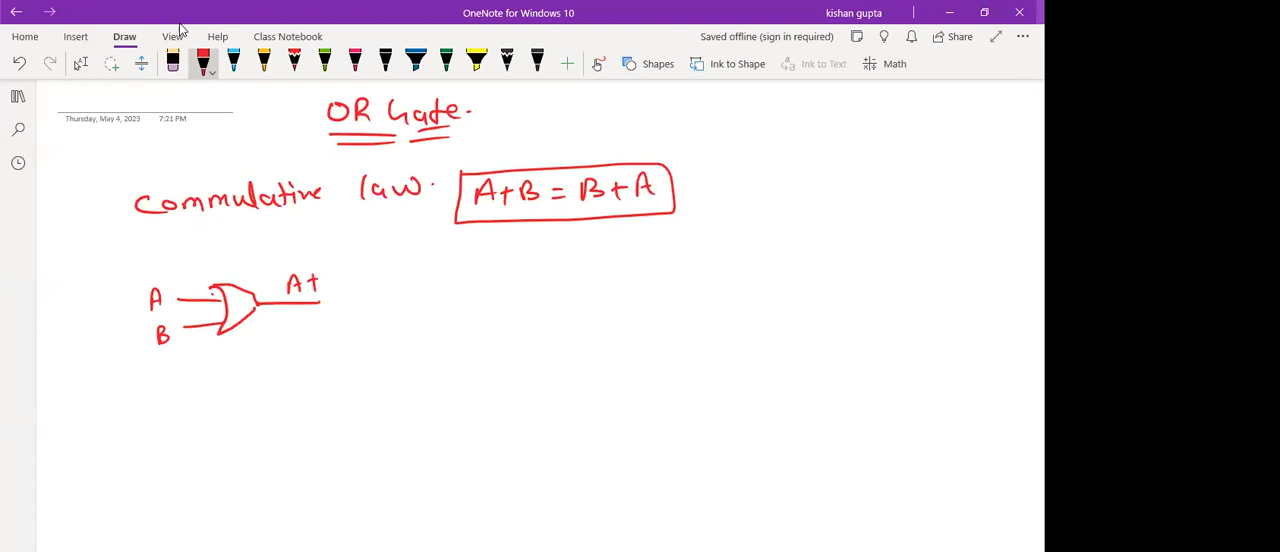 OneNote for Windows 10
kishan gupta
Home Insert Draw View Help Class Notebook
Saved offline (sign in required)
Share
Shapes
Ink to Shape
Ink to Text
Math
Thursday, May 4, 2023 7:21 PM
OR Gate.
Commulative law. A+B = B+A
A
B
A+